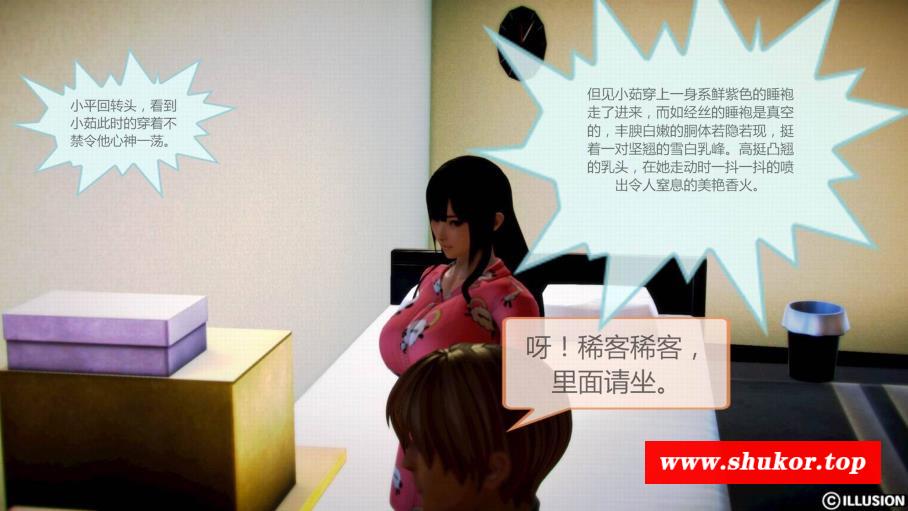 小平回转头，看到
小茹此时的穿着不
禁令他心神一荡。
但见小茹穿上一身系鲜紫色的睡袍
走了进来，而如经丝的睡袍是真空
的，丰腴白嫩的胴体若隐若现，挺
着一对坚翘的雪白乳峰。高挺凸翘
的乳头，在她走动时一抖一抖的喷
出令人窒息的美艳香火。
呀！稀客稀客，
里面请坐。
www.shukor.top
©ILLUSION